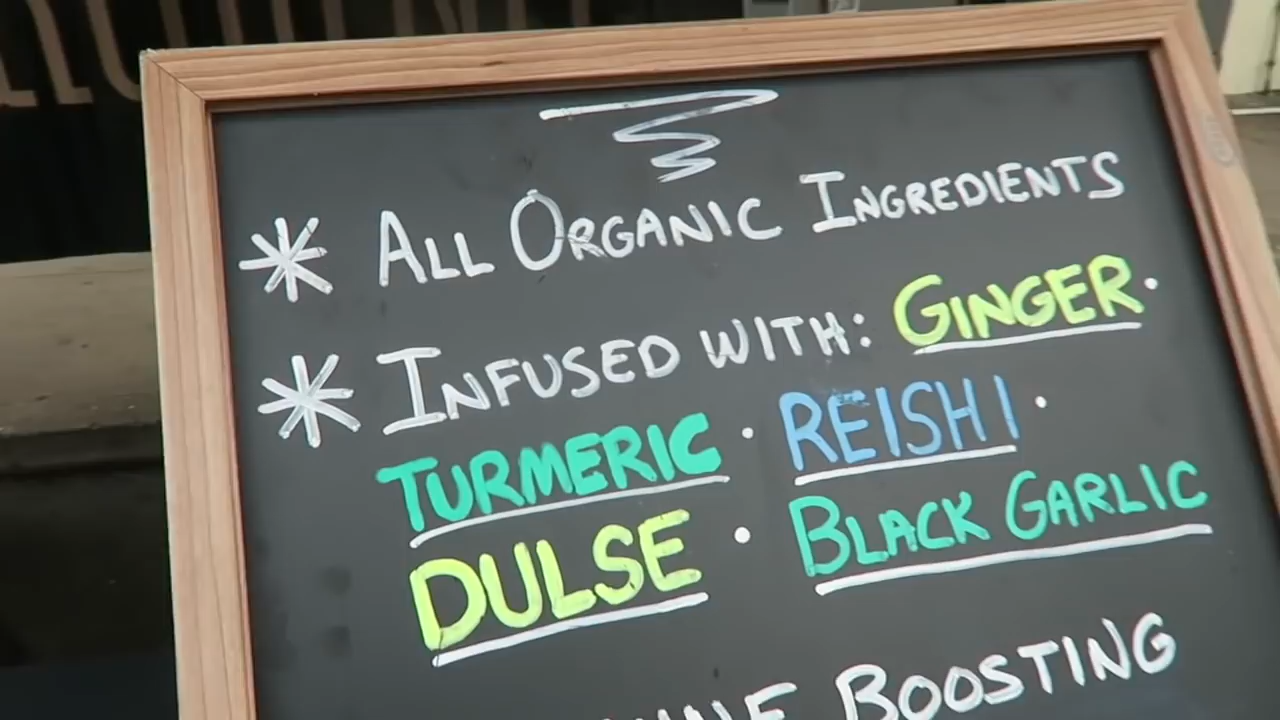 * ALL ORGANIC INGREDIENTS
* INFUSED WITH: GINGER ·
TURMERIC · REISHI ·
DULSE · BLACK GARLIC
BOOSTING